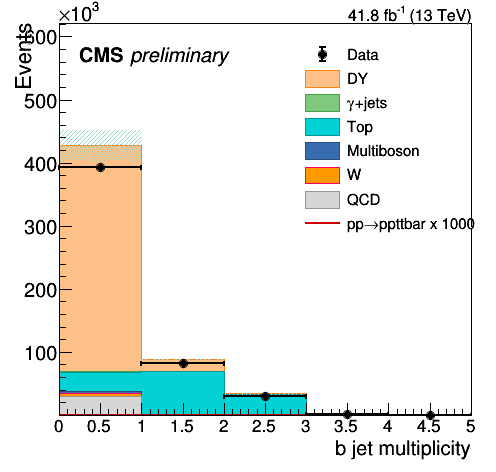 ×10³
41.8 fb⁻¹ (13 TeV)
Events
CMS preliminary
Data
DY
γ+jets
Top
Multiboson
W
QCD
pp→ppttbar x 1000
600
500
400
300
200
100
0 0.5 1 1.5 2 2.5 3 3.5 4 4.5 5
b jet multiplicity